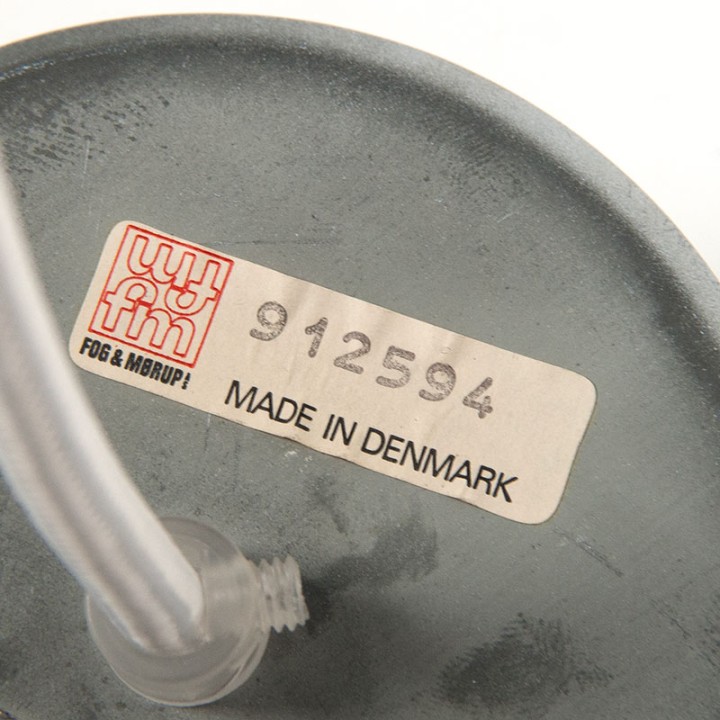 fm
FOG & MØRUP
912594
MADE IN DENMARK